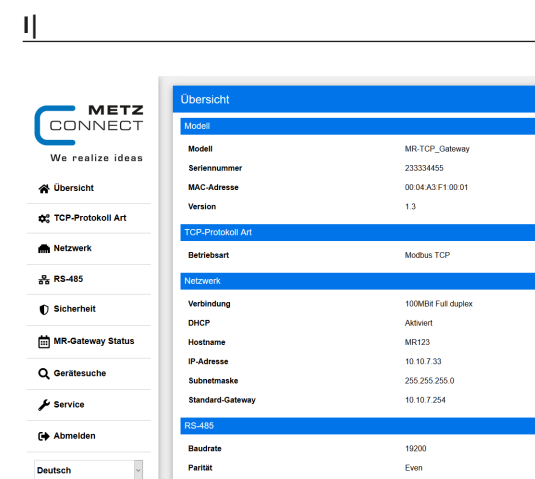 METZ
CONNECT
We realize ideas
Übersicht
TCP-Protokoll Art
Netzwerk
RS-485
Sicherheit
MR-Gateway Status
Gerätesuche
Service
Abmelden
Deutsch
Übersicht
Modell
Modell MR-TCP_Gateway
Seriennummer 233334455
MAC-Adresse 00:04:A3:F1:00:01
Version 1.3
TCP-Protokoll Art
Betriebsart Modbus TCP
Netzwerk
Verbindung 100MBit Full duplex
DHCP Aktiviert
Hostname MR123
IP-Adresse 10.10.7.33
Subnetmaske 255.255.255.0
Standard-Gateway 10.10.7.254
RS-485
Baudrate 19200
Parität Even